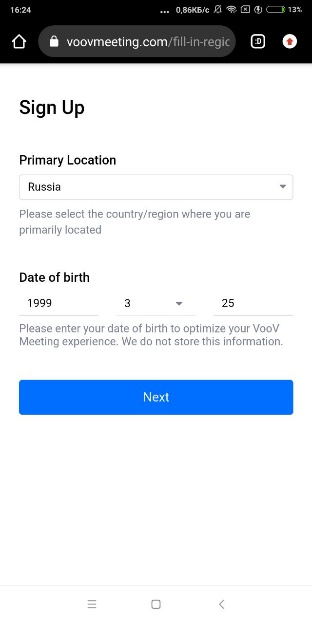 16:24
... 0,86КБ/с 13%
voovmeeting.com/fill-in-regic
:D
Sign Up
Primary Location
Russia
Please select the country/region where you are
primarily located
Date of birth
1999 3 25
Please enter your date of birth to optimize your VooV
Meeting experience. We do not store this information.
Next